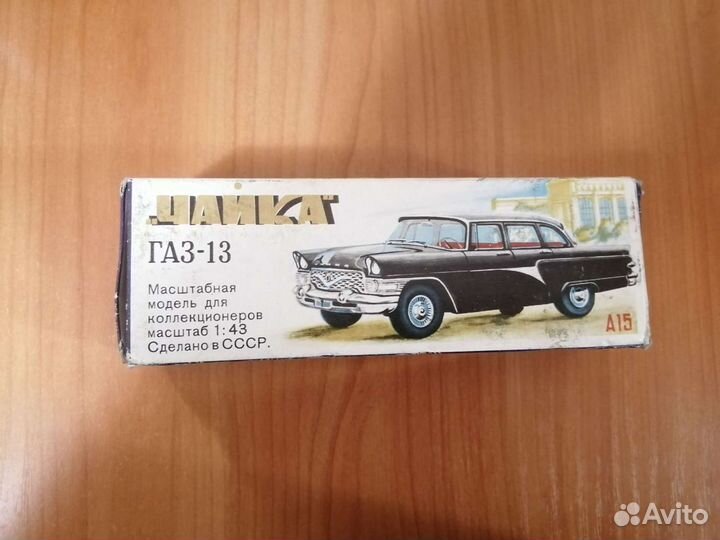 „ЧАЙКА"
ГАЗ-13
Масштабная
модель для
коллекционеров
масштаб 1:43
Сделано в СССР.
А15
Avito